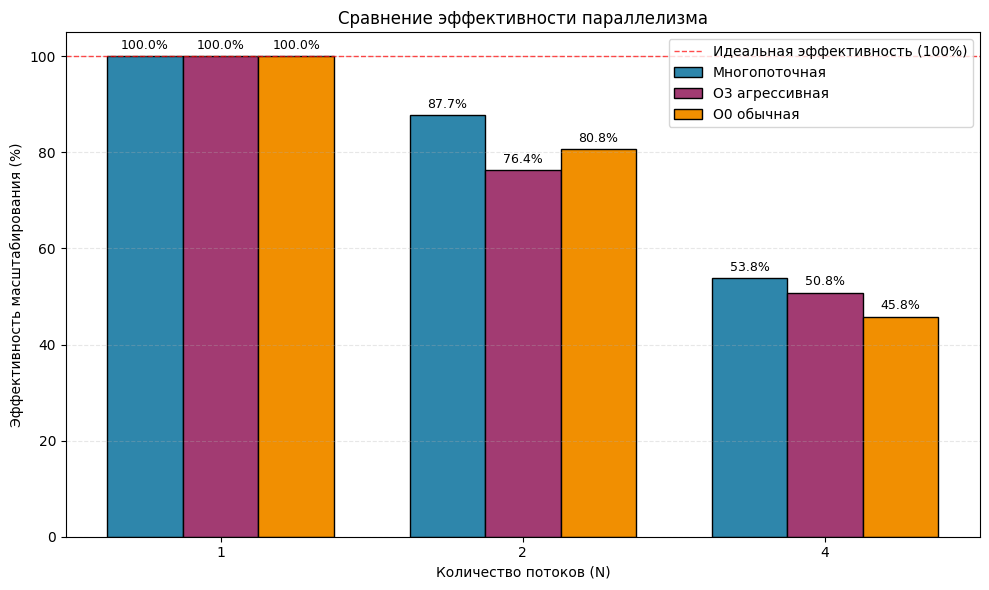 Сравнение эффективности параллелизма
Эффективность масштабирования (%)
100
80
60
40
20
0
100.0%
100.0%
100.0%
87.7%
76.4%
80.8%
53.8%
50.8%
45.8%
Идеальная эффективность (100%)
Многопоточная
O3 агрессивная
O0 обычная
1
2
4
Количество потоков (N)